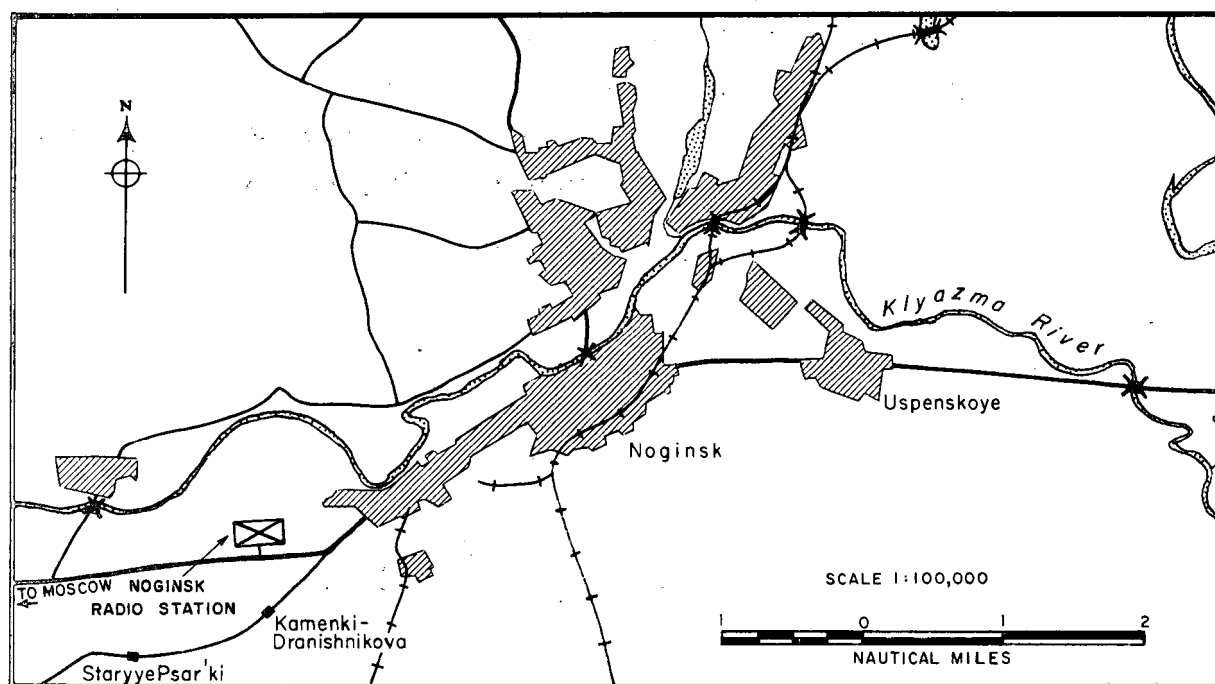 N
Klyazma River
Uspenskoye
Noginsk
TO MOSCOW
NOGINSK
RADIO STATION
Kamenki-
Dranishnikova
StaryyePsar'ki
SCALE 1:100,000
1 0 1 2
NAUTICAL MILES